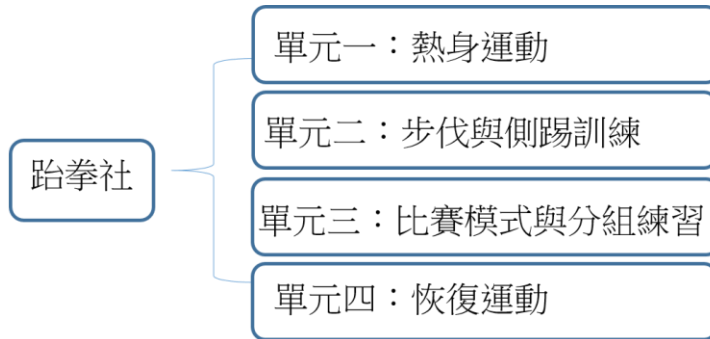 跆拳社
單元一：熱身運動
單元二：步伐與側踢訓練
單元三：比賽模式與分組練習
單元四：恢復運動